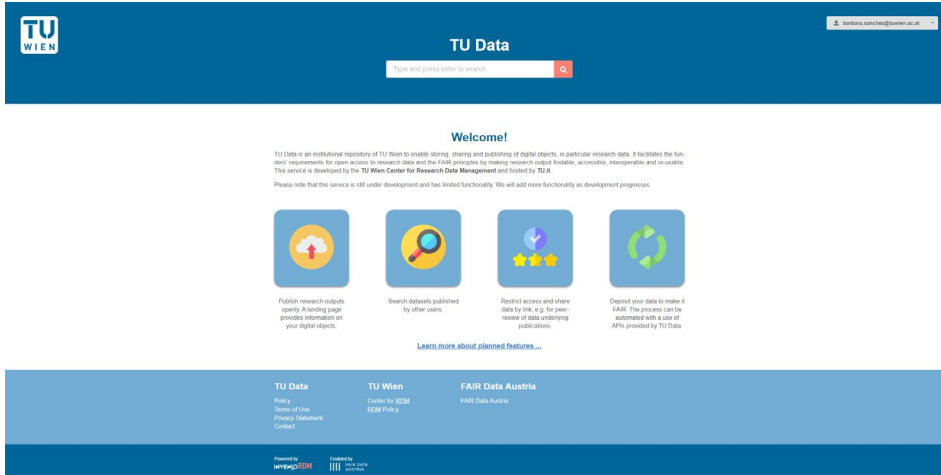 TU
WIEN
barbara.sanchez@tuwien.ac.at
TU Data
Type and press enter to search
Welcome!
TU Data is an institutional repository of TU Wien to enable storing, sharing and publishing of digital objects, in particular research data. It facilitates the fun-
ders' requirements for open access to research data and the FAIR principles by making research output findable, accessible, interoperable and re-usable.
This service is developed by the TU Wien Center for Research Data Management and hosted by TU.it.
Please note that this service is still under development and has limited functionality. We will add more functionality as development progresses.
Publish research outputs
openly. A landing page
provides information on
your digital objects.
Search datasets published
by other users.
Restrict access and share
data by link, e.g. for peer-
review of data underlying
publications.
Deposit your data to make it
FAIR. The process can be
automated with a use of
APIs provided by TU Data.
Learn more about planned features ...
TU Data
Policy
Terms of Use
Privacy Statement
Contact
TU Wien
Center for RDM
RDM Policy
FAIR Data Austria
FAIR Data Austria
Powered by
INVENIORDM
Enabled by
FAIR DATA
AUSTRIA